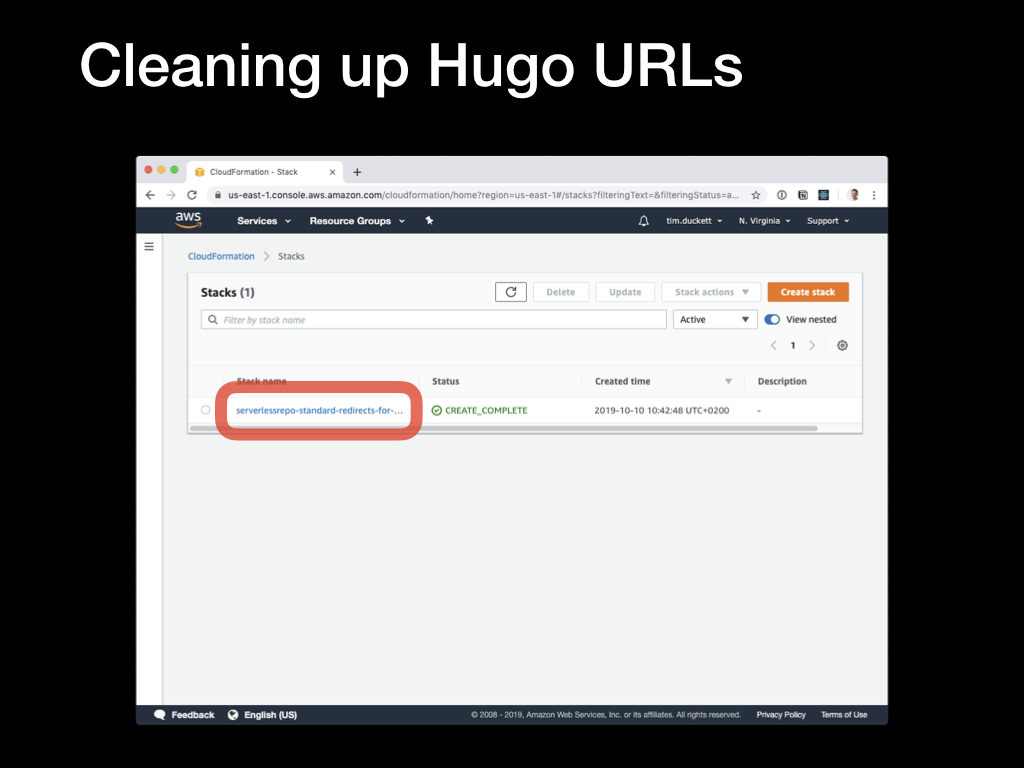 Cleaning up Hugo URLs
CloudFormation - Stack
us-east-1.console.aws.amazon.com/cloudformation/home?region=us-east-1#/stacks?filteringText=&filteringStatus=a...
aws Services Resource Groups tim.duckett N. Virginia Support
CloudFormation > Stacks
Stacks (1) Delete Update Stack actions Create stack
Filter by stack name Active View nested
1
Stack name Status Created time Description
serverlessrepo-standard-redirects-for-... CREATE_COMPLETE 2019-10-10 10:42:48 UTC+0200 -
Feedback English (US) © 2008 - 2019, Amazon Web Services, Inc. or its affiliates. All rights reserved. Privacy Policy Terms of Use